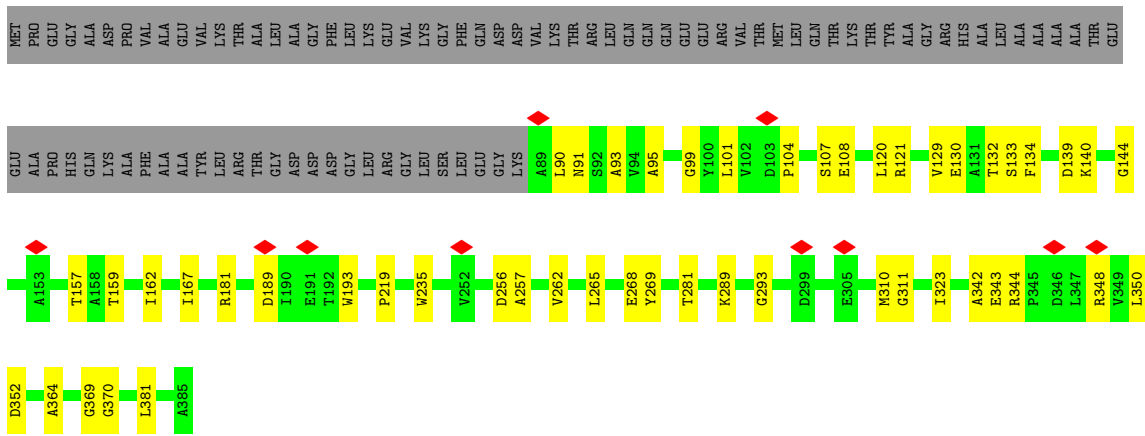 MET PRO GLU GLY ALA ASP PRO VAL ALA GLU VAL LYS THR ALA LEU ALA GLY PHE LEU LYS GLU VAL LYS GLY PHE GLN ASP ASP VAL LYS THR ARG LEU GLN GLN GLN GLU GLU ARG VAL THR MET LEU GLN THR LYS THR TYR ALA GLY ARG HIS ALA LEU ALA ALA ALA ALA THR GLU
GLU ALA PRO HIS GLN LYS ALA PHE ALA ALA TYR LEU ARG THR GLY ASP ASP ASP GLY LEU ARG GLY LEU SER LEU GLU GLY LYS A89 L90 N91 S92 A93 V94 A95 G99 Y100 L101 V102 D103 P104 S107 E108 L120 R121 V129 E130 A131 T132 S133 F134 D139 K140 G144
A153 T157 A158 T159 I162 I167 R181 D189 I190 E191 T192 W193 P219 W235 V252 D256 A257 V262 L265 E268 Y269 T281 K289 G293 D299 E305 M310 G311 I323 A342 E343 R344 P345 D346 L347 R348 V349 L350
D352 A364 G369 G370 L381 A385